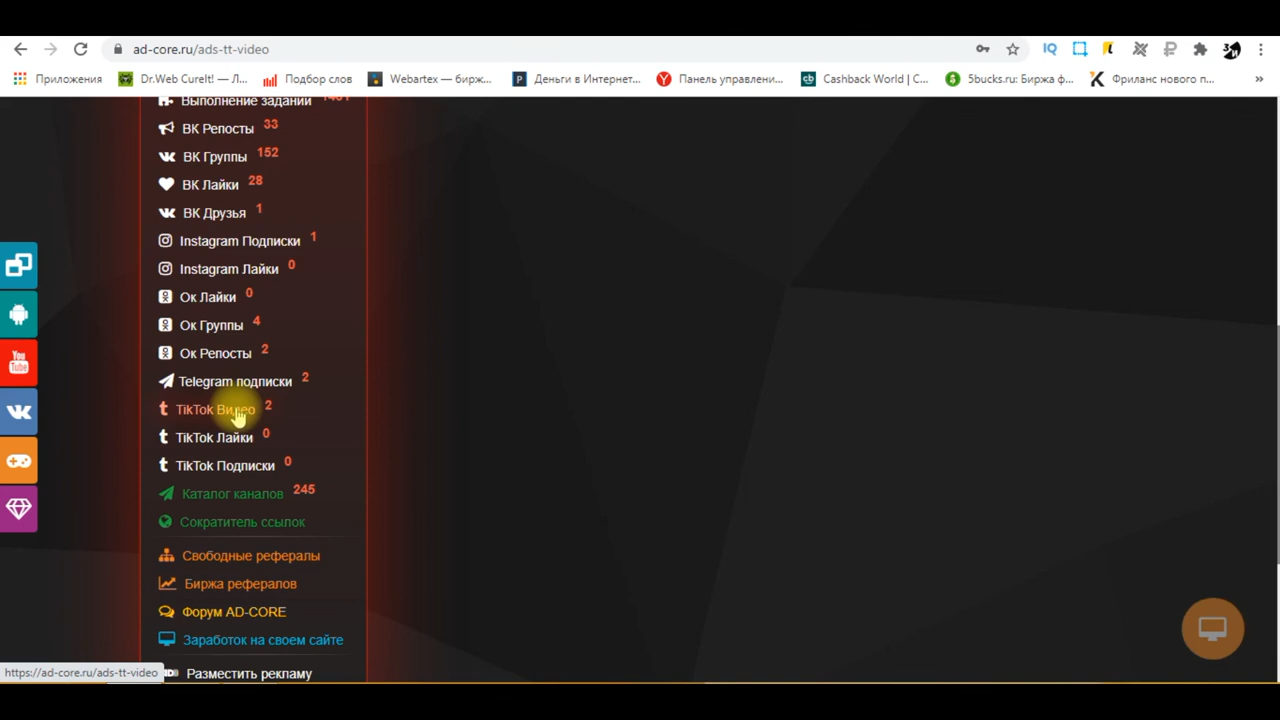 ad-core.ru/ads-tt-video
Приложения
Dr.Web CureIt! — Л...
Подбор слов
Webartex — бирж...
Деньги в Интернет...
Панель управлени...
Cashback World | C...
5bucks.ru: Биржа ф...
Фриланс нового п...
Выполнение заданий
ВК Репосты 33
ВК Группы 152
ВК Лайки 28
ВК Друзья 1
Instagram Подписки 1
Instagram Лайки 0
Ок Лайки 0
Ок Группы 4
Ок Репосты 2
Telegram подписки 2
TikTok Видео 2
TikTok Лайки 0
TikTok Подписки 0
Каталог каналов 245
Сократитель ссылок
Свободные рефералы
Биржа рефералов
Форум AD-CORE
Заработок на своем сайте
Разместить рекламу
You Tube
https://ad-core.ru/ads-tt-video